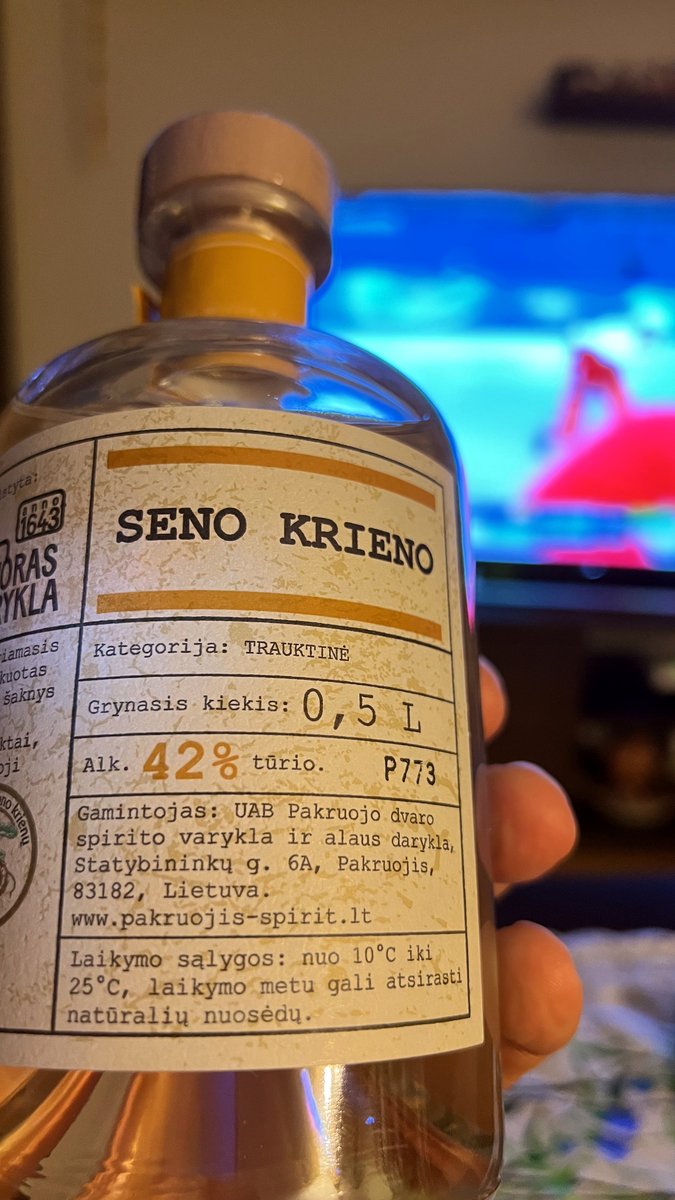 anno
1643
SENO KRIENO
šaknys
Kategorija: TRAUKTINĖ
Grynasis kiekis: 0,5 L
Alk. 42% tūrio. P773
Gamintojas: UAB Pakruojo dvaro
spirito varykla ir alaus darykla,
Statybininkų g. 6A, Pakruojis,
83182, Lietuva.
www.pakruojis-spirit.lt
Laikymo sąlygos: nuo 10°C iki
25°C, laikymo metu gali atsirasti
natūralių nuosėdų.